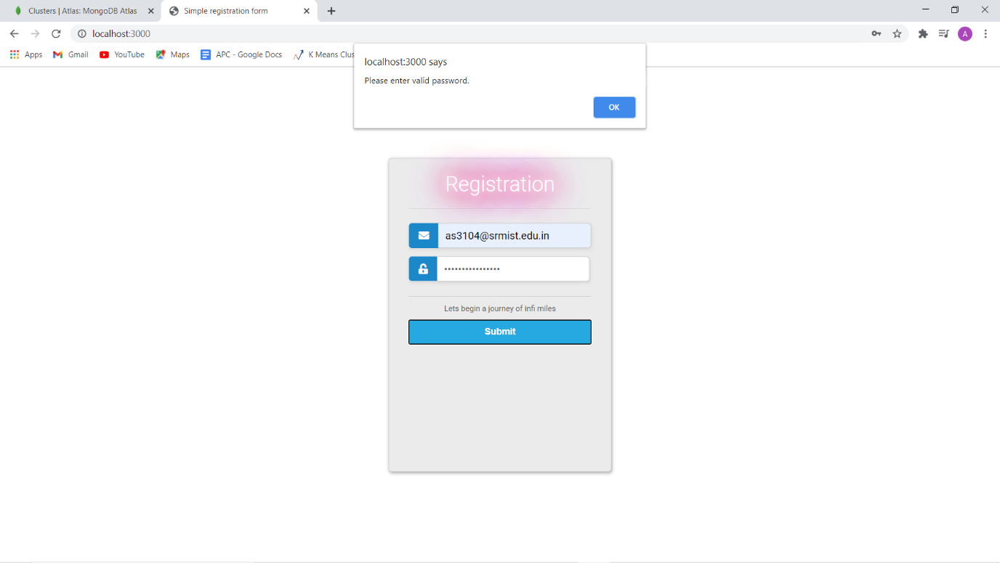 Clusters | Atlas: MongoDB Atlas
Simple registration form
localhost:3000
A
Apps
Gmail
YouTube
Maps
APC - Google Docs
K Means Clus
localhost:3000 says
Please enter valid password.
OK
Registration
as3104@srmist.edu.in
••••••••••••••••
Lets begin a journey of infi miles
Submit